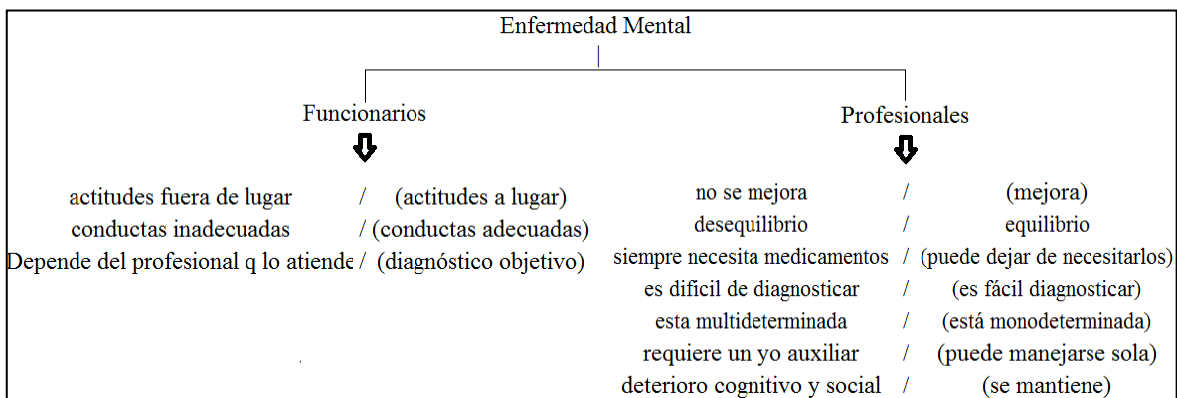 Enfermedad Mental
Funcionarios
actitudes fuera de lugar / (actitudes a lugar)
conductas inadecuadas / (conductas adecuadas)
Depende del profesional q lo atiende / (diagnóstico objetivo)
Profesionales
no se mejora / (mejora)
desequilibrio / equilibrio
siempre necesita medicamentos / (puede dejar de necesitarlos)
es dificil de diagnosticar / (es fácil diagnosticar)
esta multideterminada / (está monodeterminada)
requiere un yo auxiliar / (puede manejarse sola)
deterioro cognitivo y social / (se mantiene)